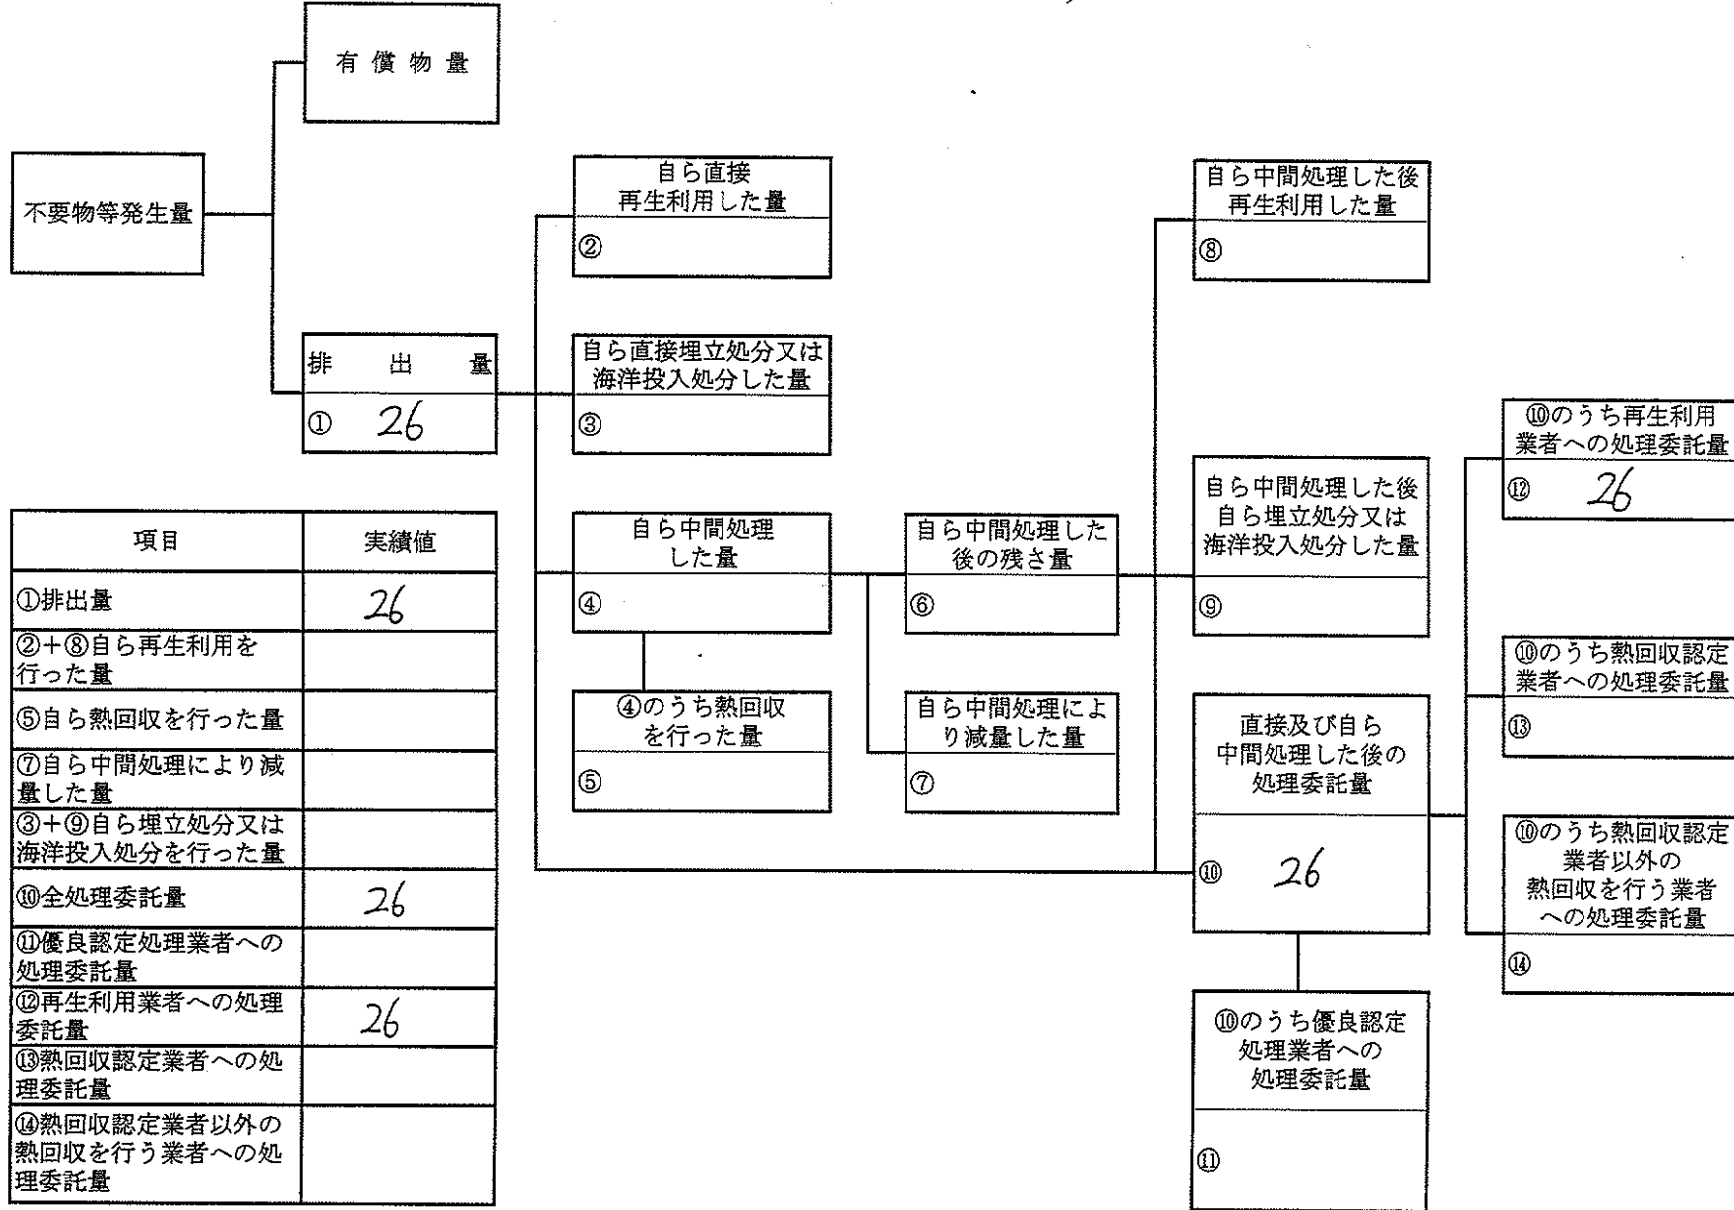 有償物量
不要物等発生量
排出量
① 26
自ら直接
再生利用した量
②
自ら直接埋立処分又は
海洋投入処分した量
③
自ら中間処理
した量
④
④のうち熱回収
を行った量
⑤
自ら中間処理した
後の残さ量
⑥
自ら中間処理によ
り減量した量
⑦
自ら中間処理した後
再生利用した量
⑧
自ら中間処理した後
自ら埋立処分又は
海洋投入処分した量
⑨
直接及び自ら
中間処理した後の
処理委託量
⑩ 26
⑩のうち優良認定
処理業者への
処理委託量
⑪
⑩のうち再生利用
業者への処理委託量
⑫ 26
⑩のうち熱回収認定
業者への処理委託量
⑬
⑩のうち熱回収認定
業者以外の
熱回収を行う業者
への処理委託量
⑭
項目 実績値
①排出量 26
②+⑧自ら再生利用を
行った量
⑤自ら熱回収を行った量
⑦自ら中間処理により減
量した量
③+⑨自ら埋立処分又は
海洋投入処分を行った量
⑩全処理委託量 26
⑪優良認定処理業者への
処理委託量
⑫再生利用業者への処理
委託量 26
⑬熱回収認定業者への処
理委託量
⑭熱回収認定業者以外の
熱回収を行う業者への処
理委託量